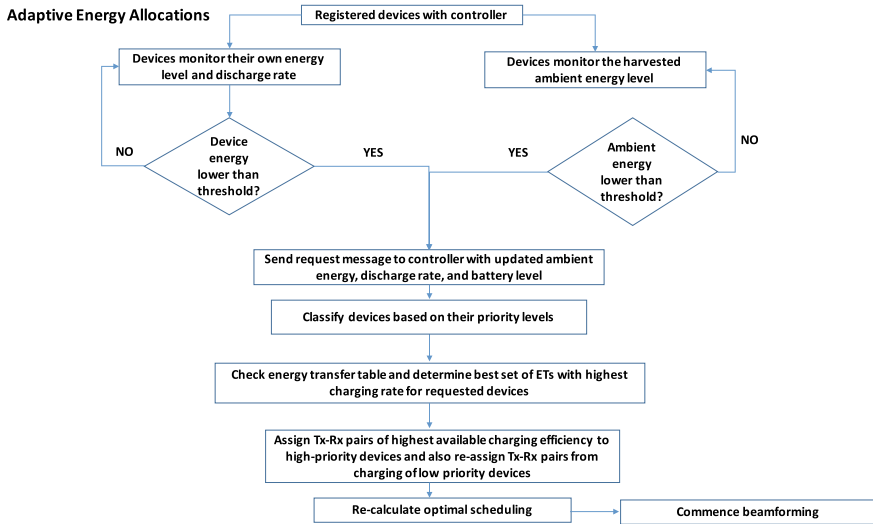 Adaptive Energy Allocations
Registered devices with controller
Devices monitor their own energy
level and discharge rate
Devices monitor the harvested
ambient energy level
Device
energy
lower than
threshold?
NO
YES
YES
Ambient
energy
lower than
threshold?
NO
Send request message to controller with updated ambient
energy, discharge rate, and battery level
Classify devices based on their priority levels
Check energy transfer table and determine best set of ETs with highest
charging rate for requested devices
Assign Tx-Rx pairs of highest available charging efficiency to
high-priority devices and also re-assign Tx-Rx pairs from
charging of low priority devices
Re-calculate optimal scheduling
Commence beamforming